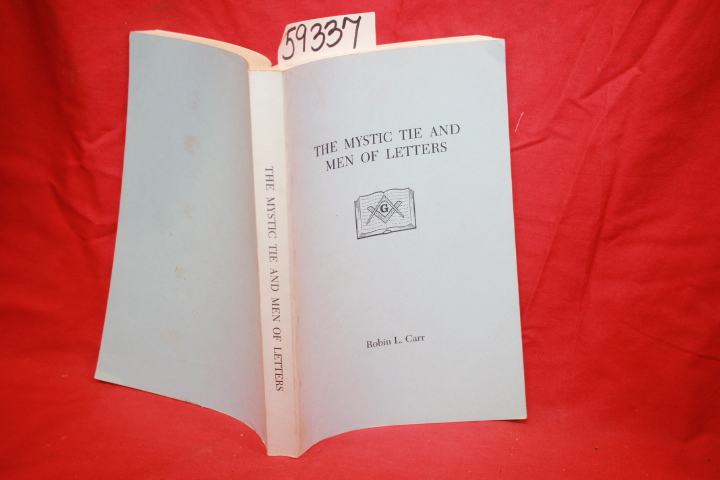 59337
THE MYSTIC TIE AND
MEN OF LETTERS
G
Robin L. Carr
THE MYSTIC TIE AND MEN OF LETTERS